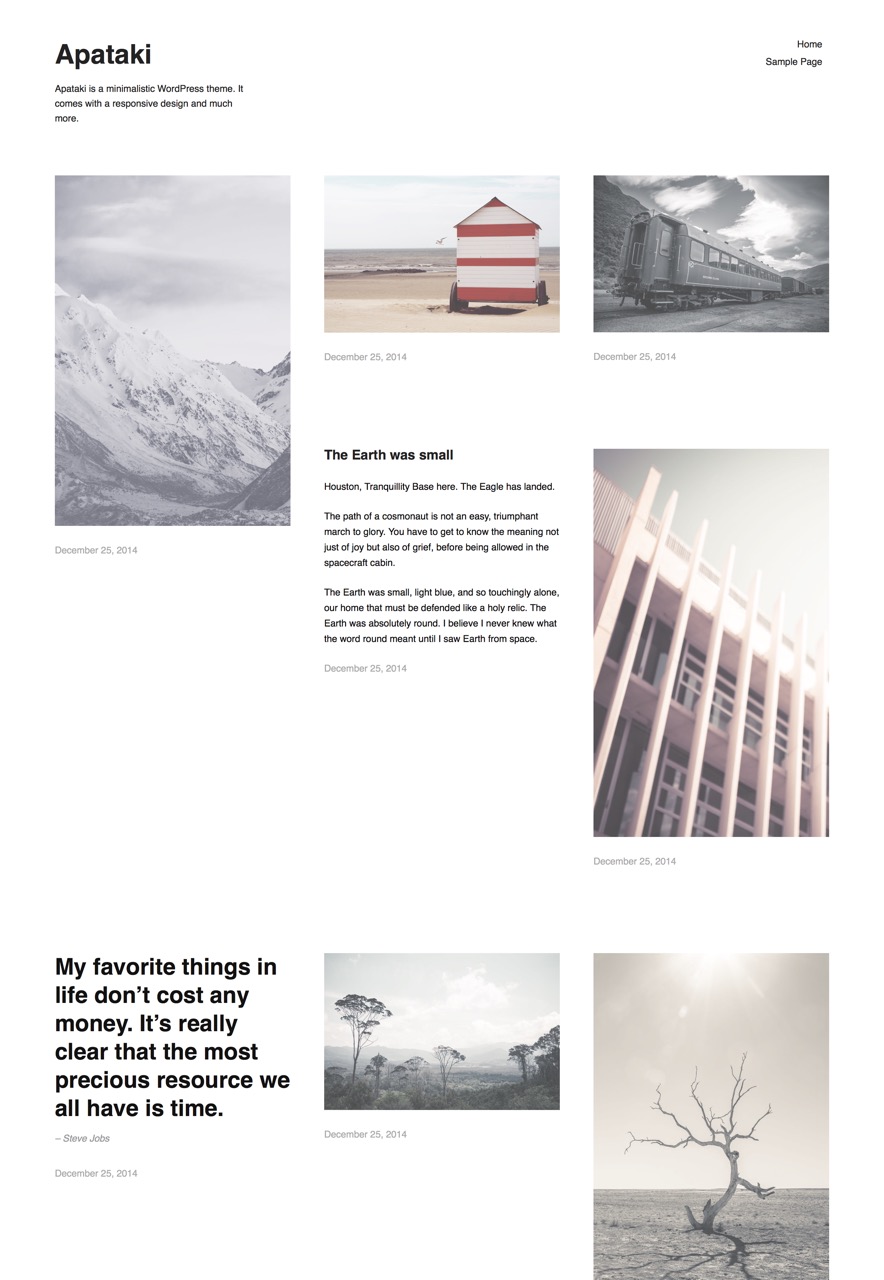 Apataki
Apataki is a minimalistic WordPress theme. It
comes with a responsive design and much
more.
Home
Sample Page
December 25, 2014
December 25, 2014
December 25, 2014
The Earth was small
Houston, Tranquillity Base here. The Eagle has landed.
The path of a cosmonaut is not an easy, triumphant
march to glory. You have to get to know the meaning not
just of joy but also of grief, before being allowed in the
spacecraft cabin.
The Earth was small, light blue, and so touchingly alone,
our home that must be defended like a holy relic. The
Earth was absolutely round. I believe I never knew what
the word round meant until I saw Earth from space.
December 25, 2014
December 25, 2014
My favorite things in
life don’t cost any
money. It’s really
clear that the most
precious resource we
all have is time.
– Steve Jobs
December 25, 2014
December 25, 2014